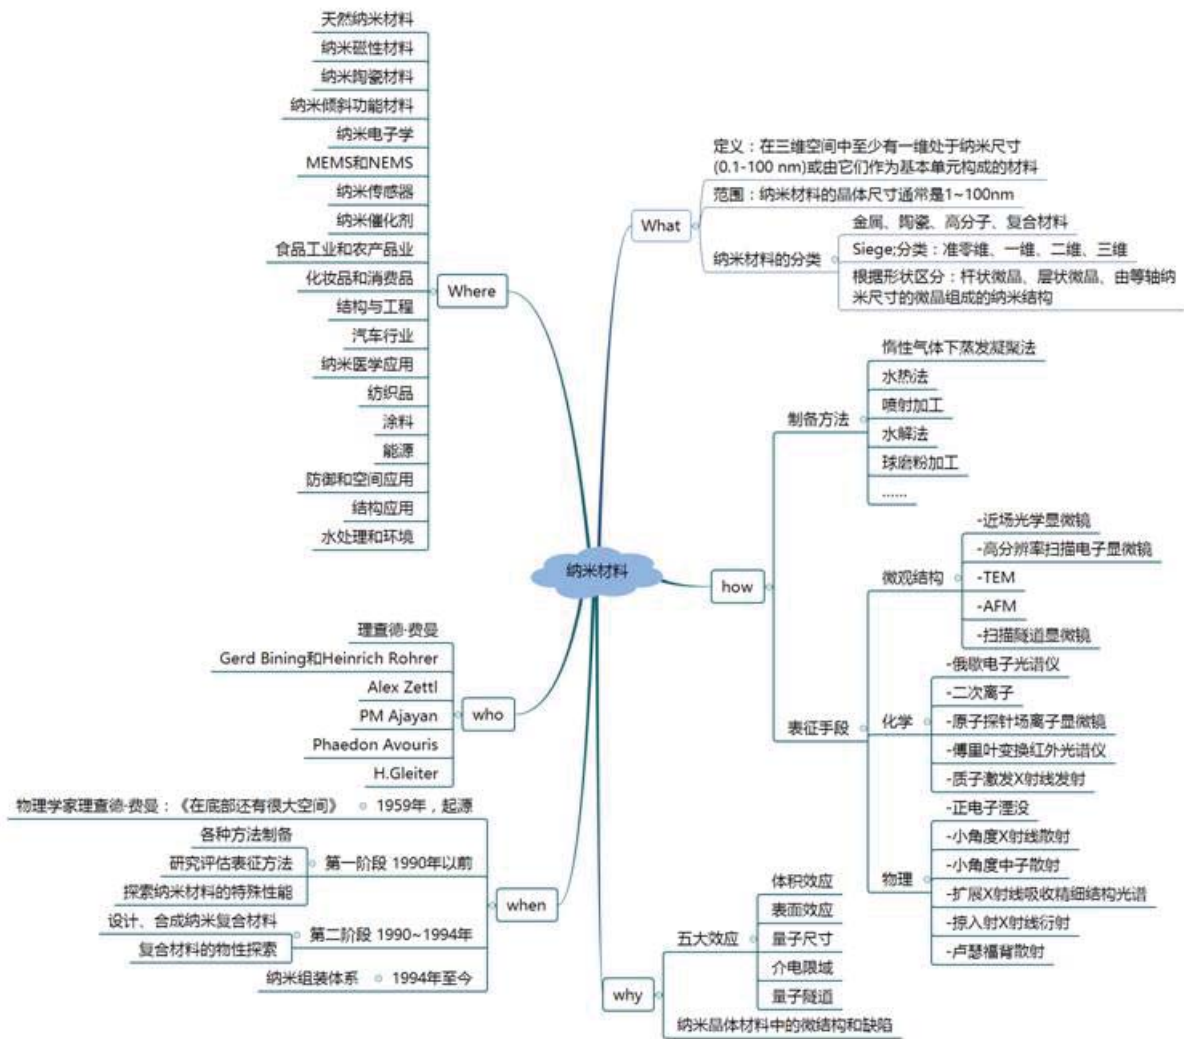 天然纳米材料
纳米磁性材料
纳米陶瓷材料
纳米倾斜功能材料
纳米电子学
MEMS和NEMS
纳米传感器
纳米催化剂
食品工业和农产品业
化妆品和消费品
结构与工程
汽车行业
纳米医学应用
纺织品
涂料
能源
防御和空间应用
结构应用
水处理和环境
Where
定义：在三维空间中至少有一维处于纳米尺寸
(0.1-100 nm)或由它们作为基本单元构成的材料
范围：纳米材料的晶体尺寸通常是1~100nm
What
金属、陶瓷、高分子、复合材料
纳米材料的分类
Siege;分类：准零维、一维、二维、三维
根据形状区分：杆状微晶、层状微晶、由等轴纳
米尺寸的微晶组成的纳米结构
纳米材料
how
制备方法
惰性气体下蒸发凝聚法
水热法
喷射加工
水解法
球磨粉加工
......
表征手段
微观结构
-近场光学显微镜
-高分辨率扫描电子显微镜
-TEM
-AFM
-扫描隧道显微镜
化学
-俄歇电子光谱仪
-二次离子
-原子探针场离子显微镜
-傅里叶变换红外光谱仪
-质子激发X射线发射
物理
-正电子湮没
-小角度X射线散射
-小角度中子散射
-扩展X射线吸收精细结构光谱
-掠入射X射线衍射
-卢瑟福背散射
理查德·费曼
Gerd Bining和Heinrich Rohrer
Alex Zettl
PM Ajayan
Phaedon Avouris
H.Gleiter
who
物理学家理查德·费曼：《在底部还有很大空间》
1959年，起源
各种方法制备
研究评估表征方法
探索纳米材料的特殊性能
第一阶段 1990年以前
设计、合成纳米复合材料
复合材料的物性探索
第二阶段 1990~1994年
纳米组装体系
1994年至今
when
why
五大效应
体积效应
表面效应
量子尺寸
介电限域
量子隧道
纳米晶体材料中的微结构和缺陷